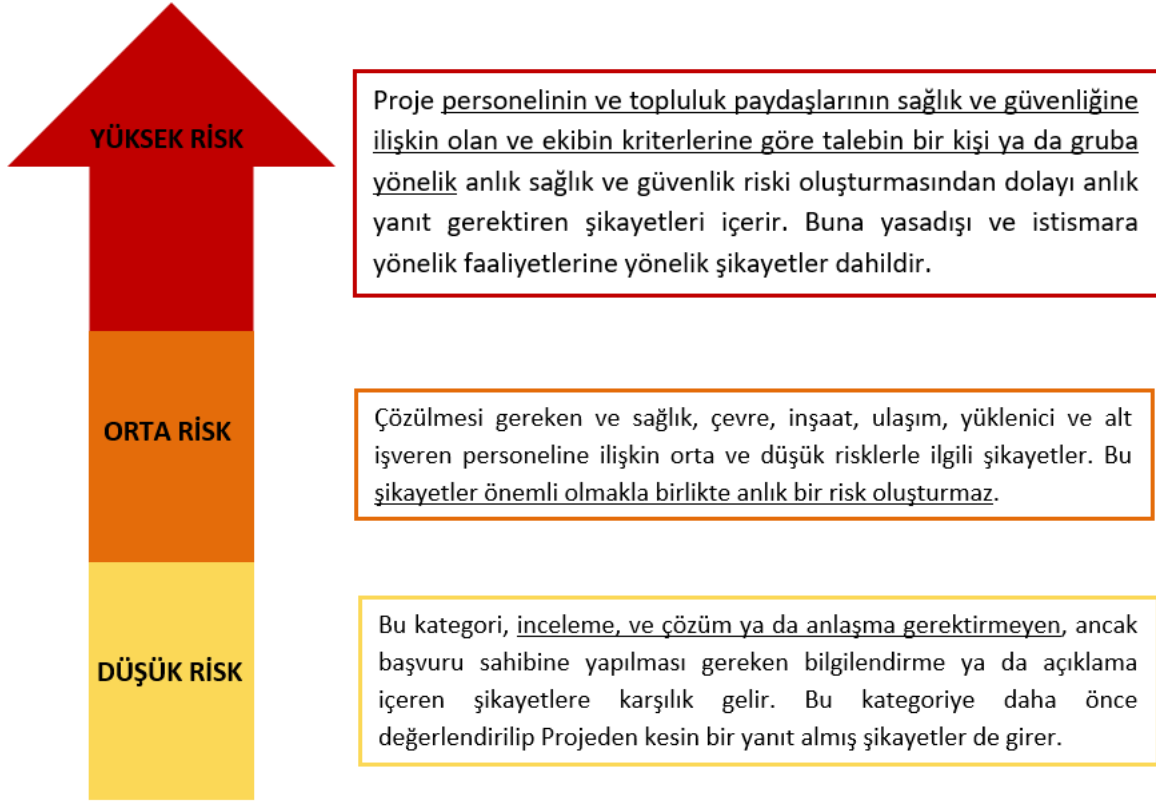 YÜKSEK RİSK
Proje personelinin ve topluluk paydaşlarının sağlık ve güvenliğine
ilişkin olan ve ekibin kriterlerine göre talebin bir kişi ya da gruba
yönelik anlık sağlık ve güvenlik riski oluşturmasından dolayı anlık
yanıt gerektiren şikayetleri içerir. Buna yasadışı ve istismara
yönelik faaliyetlerine yönelik şikayetler dahildir.
ORTA RİSK
Çözülmesi gereken ve sağlık, çevre, inşaat, ulaşım, yüklenici ve alt
işveren personeline ilişkin orta ve düşük risklerle ilgili şikayetler. Bu
şikayetler önemli olmakla birlikte anlık bir risk oluşturmaz.
DÜŞÜK RİSK
Bu kategori, inceleme, ve çözüm ya da anlaşma gerektirmeyen, ancak
başvuru sahibine yapılması gereken bilgilendirme ya da açıklama
içeren şikayetlere karşılık gelir. Bu kategoriye daha önce
değerlendirilip Projeden kesin bir yanıt almış şikayetler de girer.